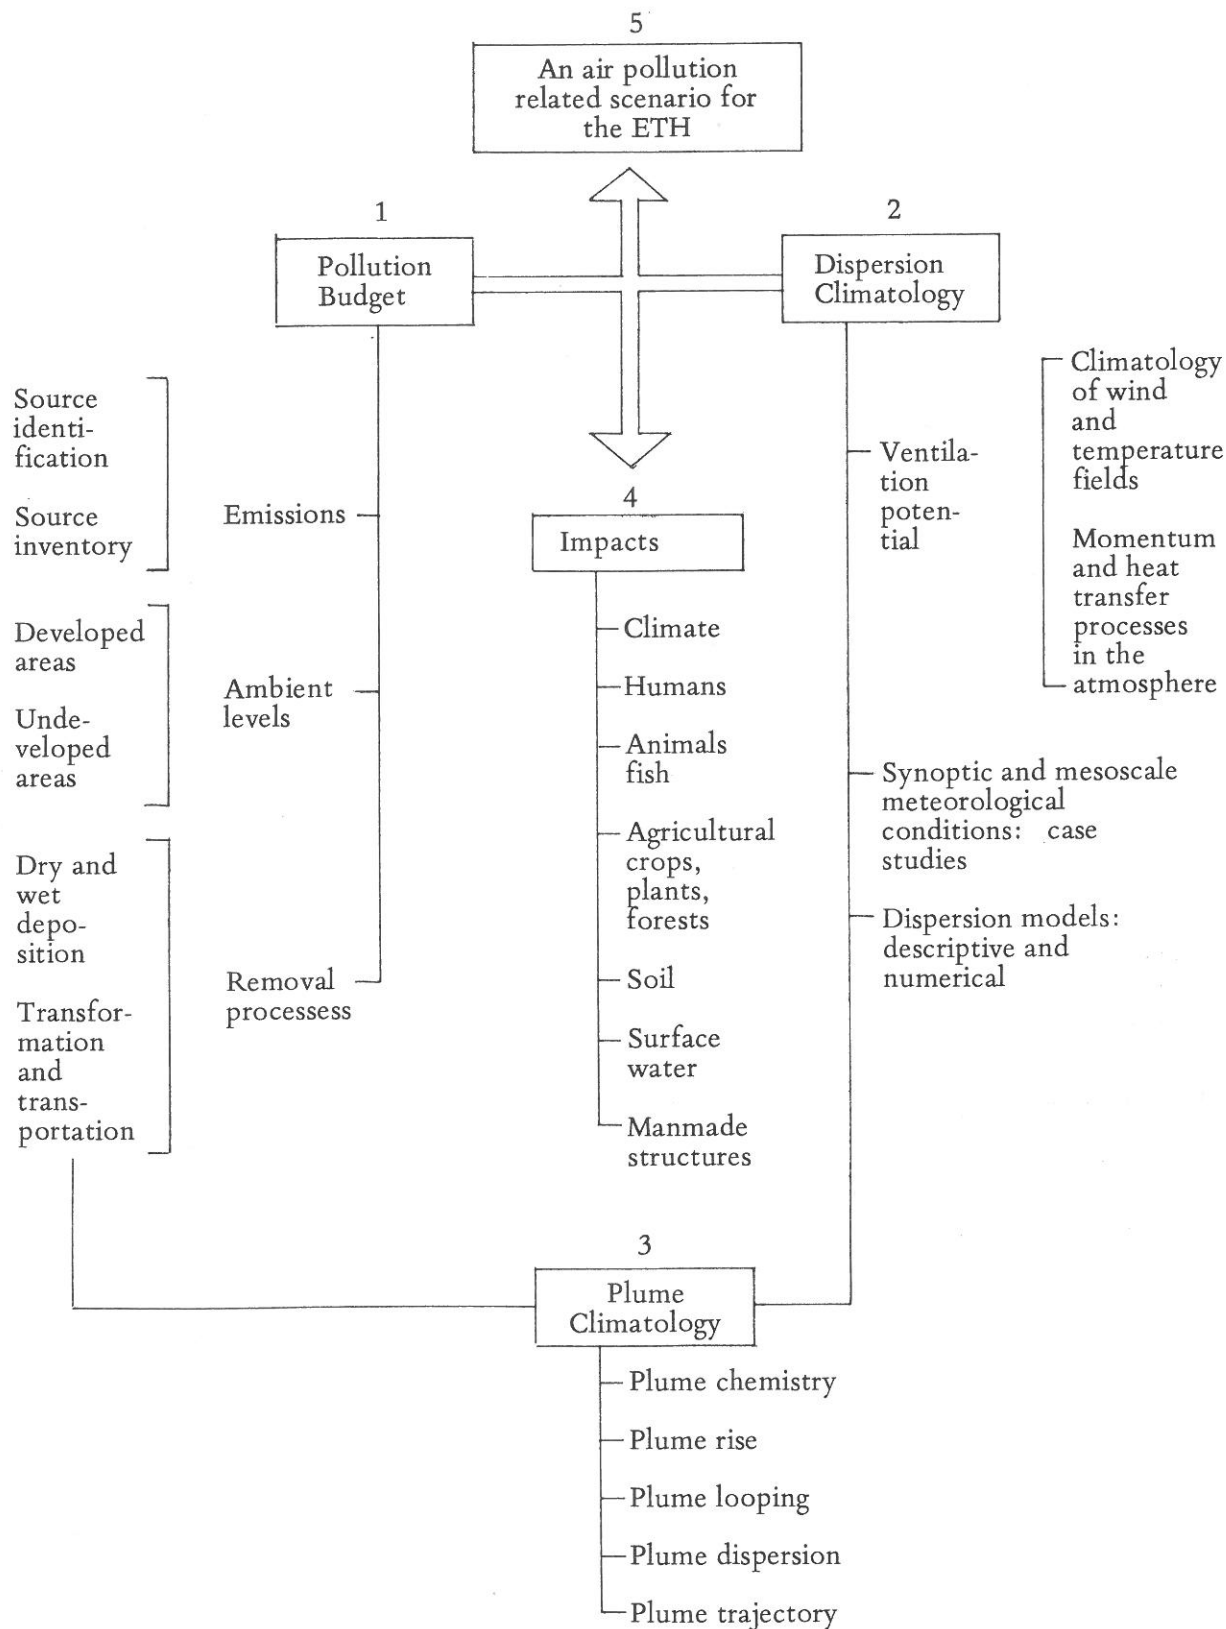 5
An air pollution
related scenario for
the ETH
1
Pollution
Budget
2
Dispersion
Climatology
Source
identi-
fication
Source
inventory
Emissions
Developed
areas
Unde-
veloped
areas
Ambient
levels
Dry and
wet
depo-
sition
Transfor-
mation
and
trans-
portation
Removal
processess
4
Impacts
Climate
Humans
Animals
fish
Agricultural
crops,
plants,
forests
Soil
Surface
water
Manmade
structures
Ventila-
tion
poten-
tial
Climatology
of wind
and
temperature
fields
Momentum
and heat
transfer
processes
in the
atmosphere
Synoptic and mesoscale
meteorological
conditions: case
studies
Dispersion models:
descriptive and
numerical
3
Plume
Climatology
Plume chemistry
Plume rise
Plume looping
Plume dispersion
Plume trajectory